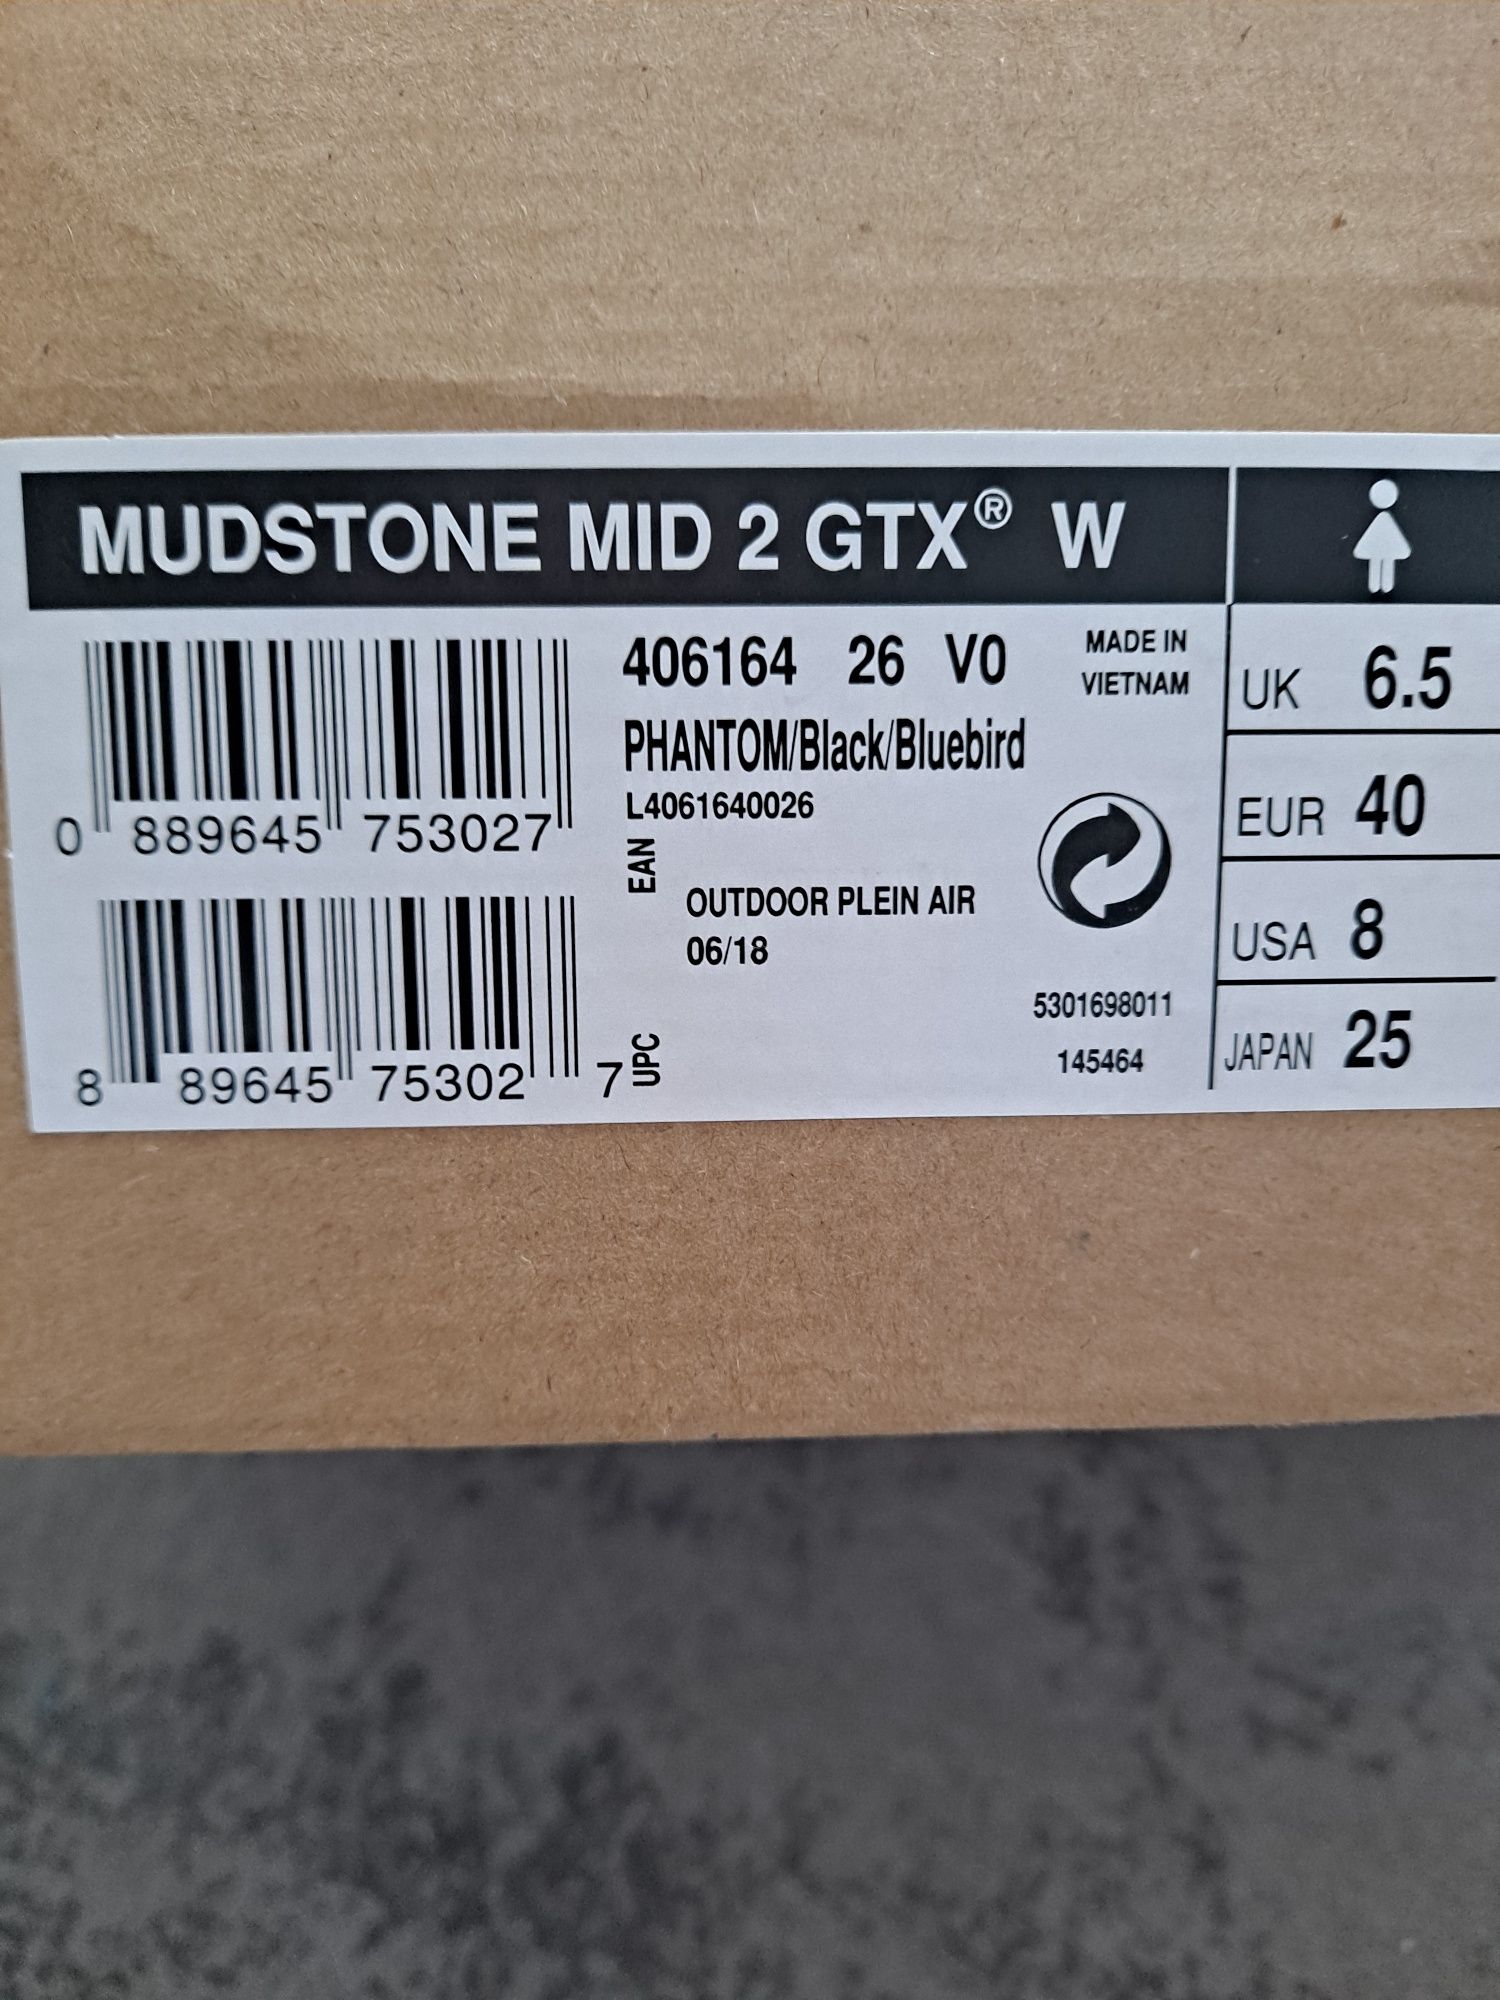 MUDSTONE MID 2 GTX® W
406164 26 V0
MADE IN
VIETNAM
PHANTOM/Black/Bluebird
L4061640026
0 889645 753027
EAN
OUTDOOR PLEIN AIR
06/18
5301698011
145464
8 89645 75302 7
UPC
UK 6.5
EUR 40
USA 8
JAPAN 25